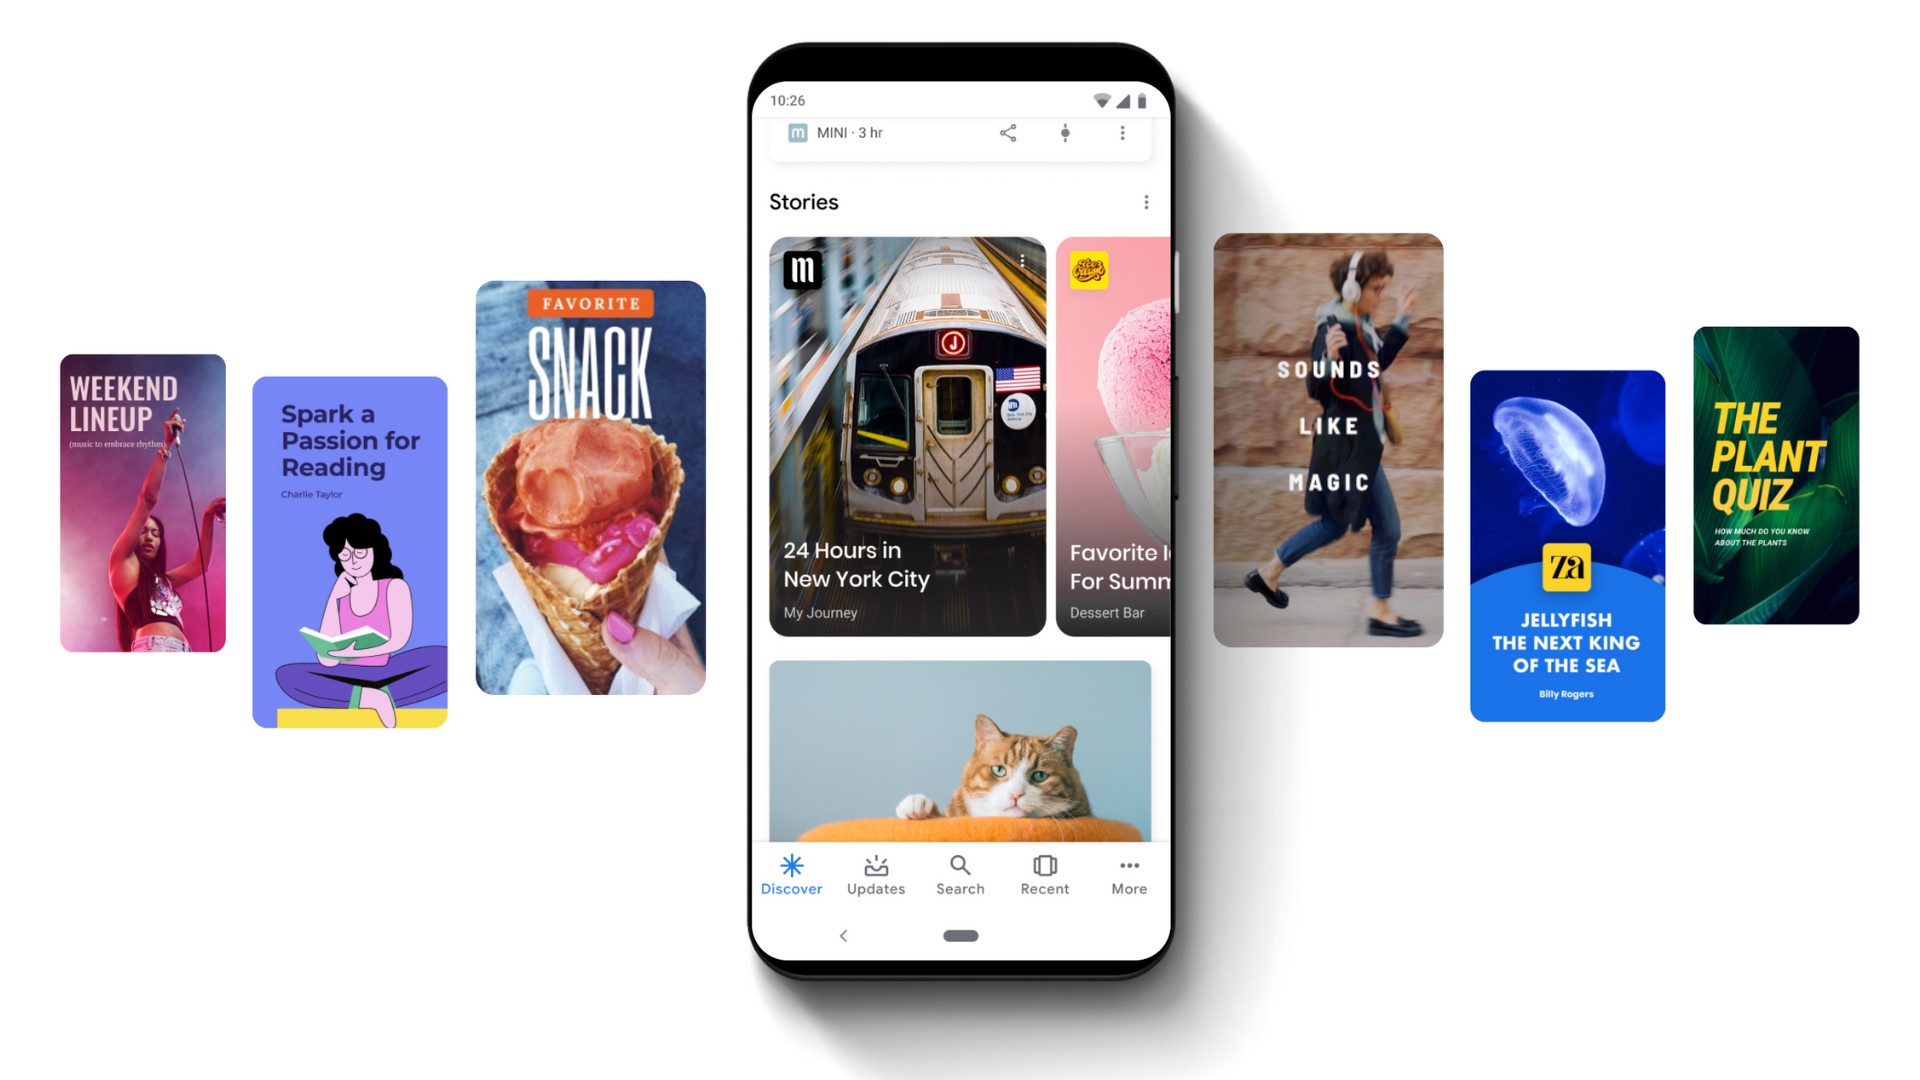 WEEKEND
LINEUP
(music to embrace rhythm)
Spark a
Passion for
Reading
Charlie Taylor
FAVORITE
SNACK
10:26
m MINI · 3 hr
Stories
m
J
24 Hours in
New York City
My Journey
Favorite I
For Summ
Dessert Bar
Discover
Updates
Search
Recent
More
SOUNDS
LIKE
MAGIC
za
JELLYFISH
THE NEXT KING
OF THE SEA
Billy Rogers
THE
PLANT
QUIZ
HOW MUCH DO YOU KNOW
ABOUT THE PLANTS